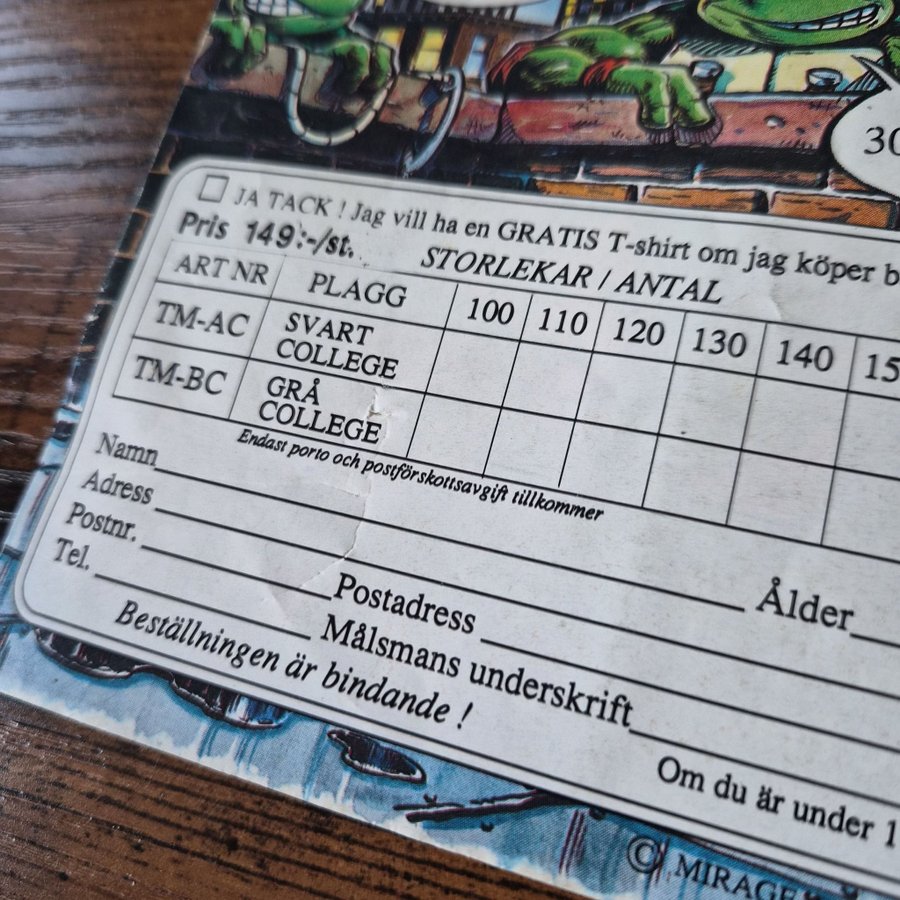 30
JA TACK ! Jag vill ha en GRATIS T-shirt om jag köper b
Pris 149:-/st.
STORLEKAR / ANTAL
ART NR PLAGG 100 110 120 130 140 15
TM-AC SVART COLLEGE
TM-BC GRÅ COLLEGE
Endast porto och postförskottsavgift tillkommer
Namn Ålder
Adress
Postnr. Postadress
Tel. Målsmans underskrift
Beställningen är bindande !
Om du är under 1
© MIRAGE